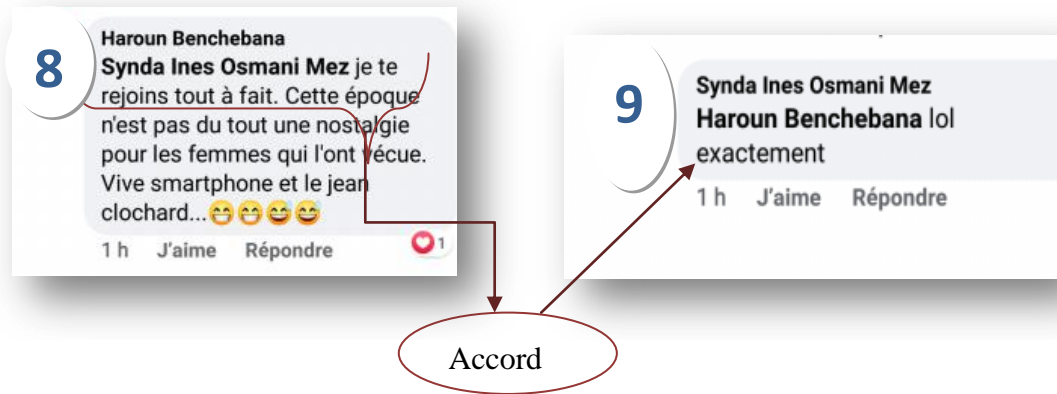 8
Haroun Benchebana
Synda Ines Osmani Mez je te
rejoins tout à fait. Cette époque
n'est pas du tout une nostalgie
pour les femmes qui l'ont vécue.
Vive smartphone et le jean
clochard...😁😁😅😅
1 h J'aime Répondre
1
9
Synda Ines Osmani Mez
Haroun Benchebana lol
exactement
1 h J'aime Répondre
Accord